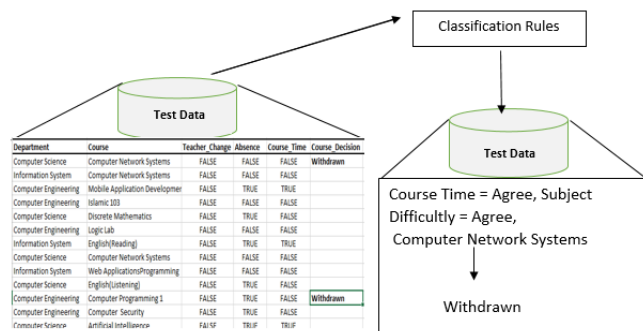 Classification Rules
Test Data
Department Course Teacher_Change Absence Course_Time Course_Decision
Computer Science Computer Network Systems FALSE FALSE FALSE Withdrawn
Information System Computer Network Systems FALSE FALSE FALSE
Computer Engineering Mobile Application Developmer FALSE TRUE TRUE
Computer Engineering Islamic 103 FALSE FALSE FALSE
Computer Science Discrete Mathematics FALSE TRUE FALSE
Computer Engineering Logic Lab FALSE FALSE FALSE
Information System English(Reading) FALSE TRUE TRUE
Computer Science Computer Network Systems FALSE FALSE FALSE
Information System Web ApplicationsProgramming FALSE FALSE FALSE
Computer Science English(Listening) FALSE TRUE FALSE
Computer Engineering Computer Programming 1 FALSE TRUE FALSE Withdrawn
Computer Engineering Computer Security FALSE TRUE FALSE
Computer Science Artificial Intelligence FALSE TRUE TRUE
Test Data
Course Time = Agree, Subject
Difficultly = Agree,
Computer Network Systems
Withdrawn